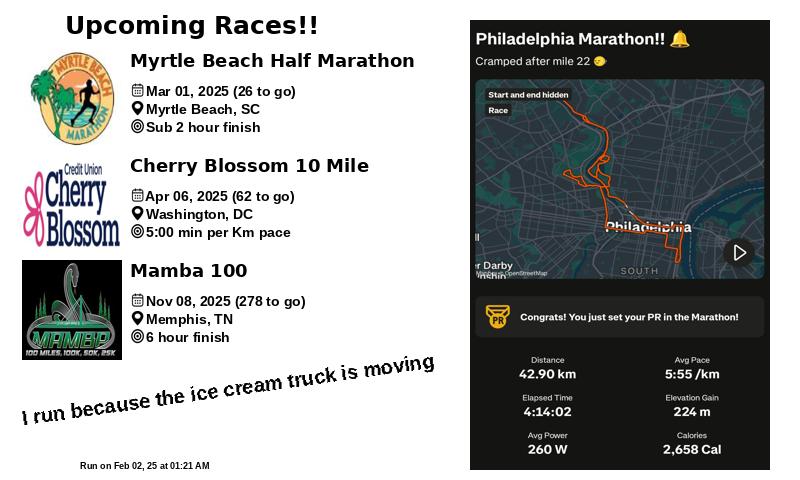 Upcoming Races!!
MYRTLE BEACH
MARATHON
Myrtle Beach Half Marathon
Mar 01, 2025 (26 to go)
Myrtle Beach, SC
Sub 2 hour finish
Credit Union
Cherry
Blossom
Cherry Blossom 10 Mile
Apr 06, 2025 (62 to go)
Washington, DC
5:00 min per Km pace
MAMBA
100 MILES, 100K, 50K, 25K
Mamba 100
Nov 08, 2025 (278 to go)
Memphis, TN
6 hour finish
I run because the ice cream truck is moving
Run on Feb 02, 25 at 01:21 AM
Philadelphia Marathon!! 🔔
Cramped after mile 22
Start and end hidden
Race
Philadelphia
ll
er Darby
nship
OpenStreetMap
SOUTH
PR
Congrats! You just set your PR in the Marathon!
Distance
42.90 km
Avg Pace
5:55 /km
Elapsed Time
4:14:02
Elevation Gain
224 m
Avg Power
260 W
Calories
2,658 Cal